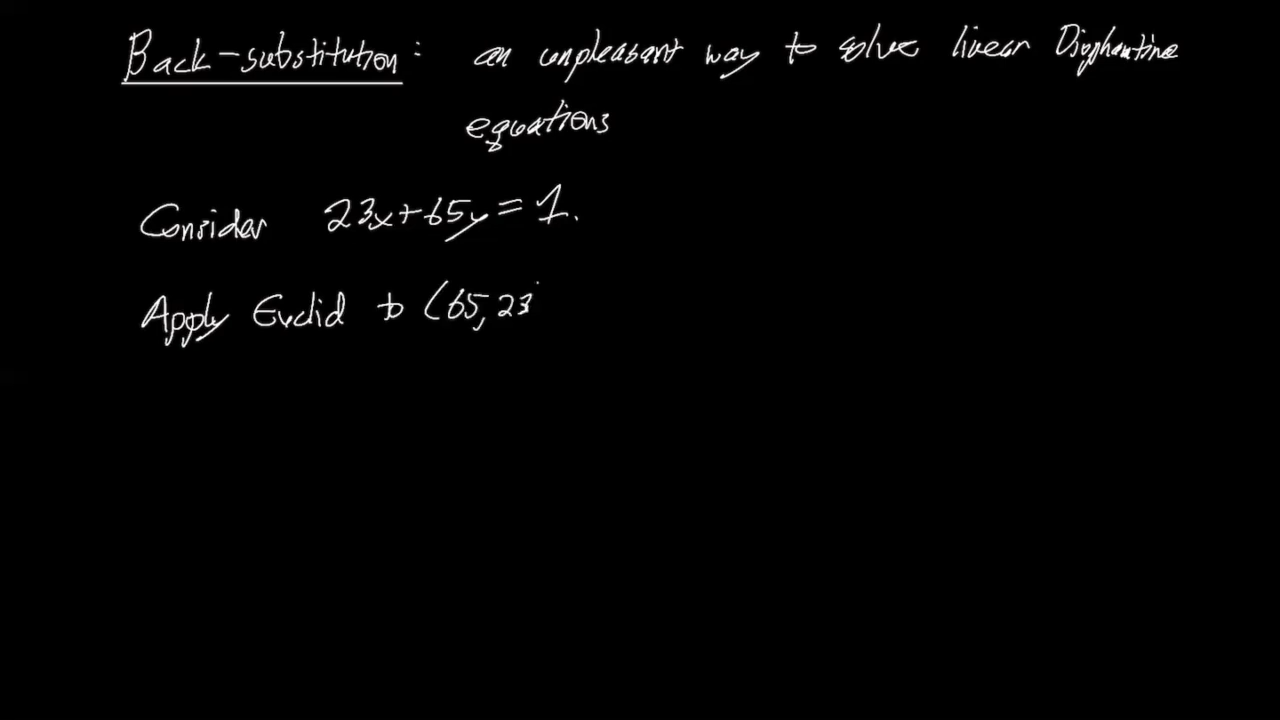 Back-substitution: an unpleasant way to solve linear Diophantine
equations
Consider 23x+65y=1.
Apply Euclid to (65,23